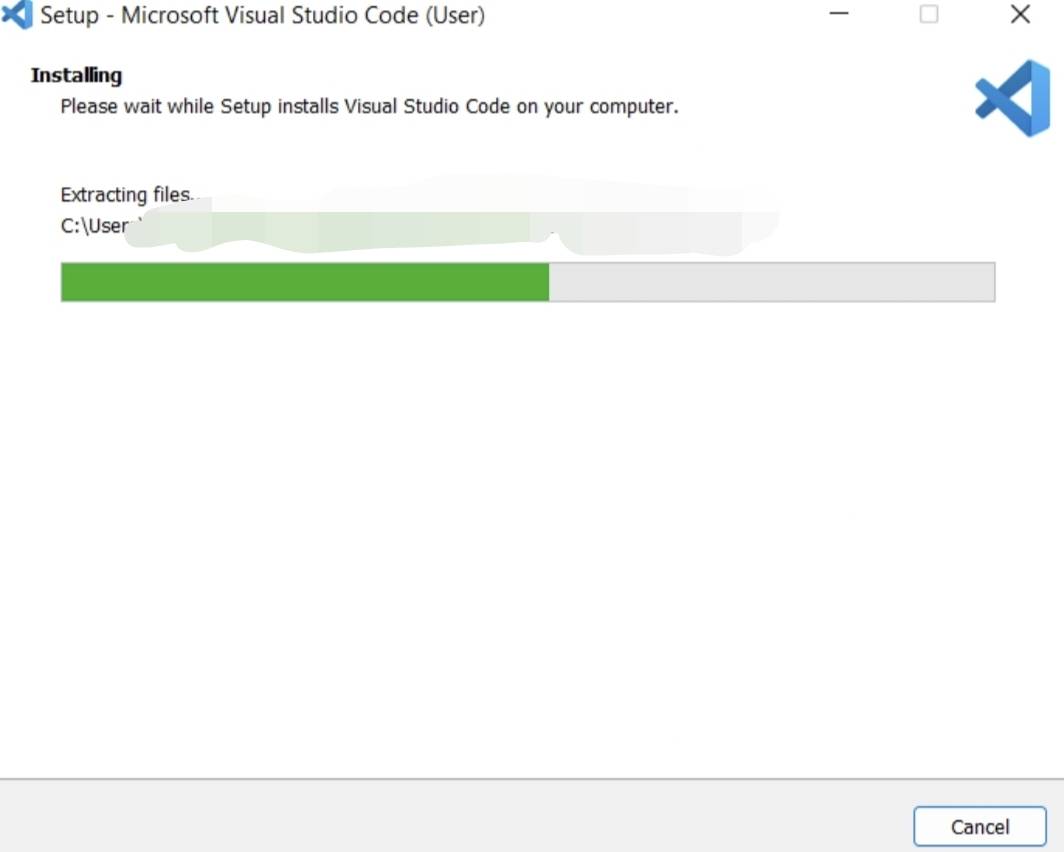 Setup - Microsoft Visual Studio Code (User)
Installing
Please wait while Setup installs Visual Studio Code on your computer.
Extracting files...
C:\User
Cancel